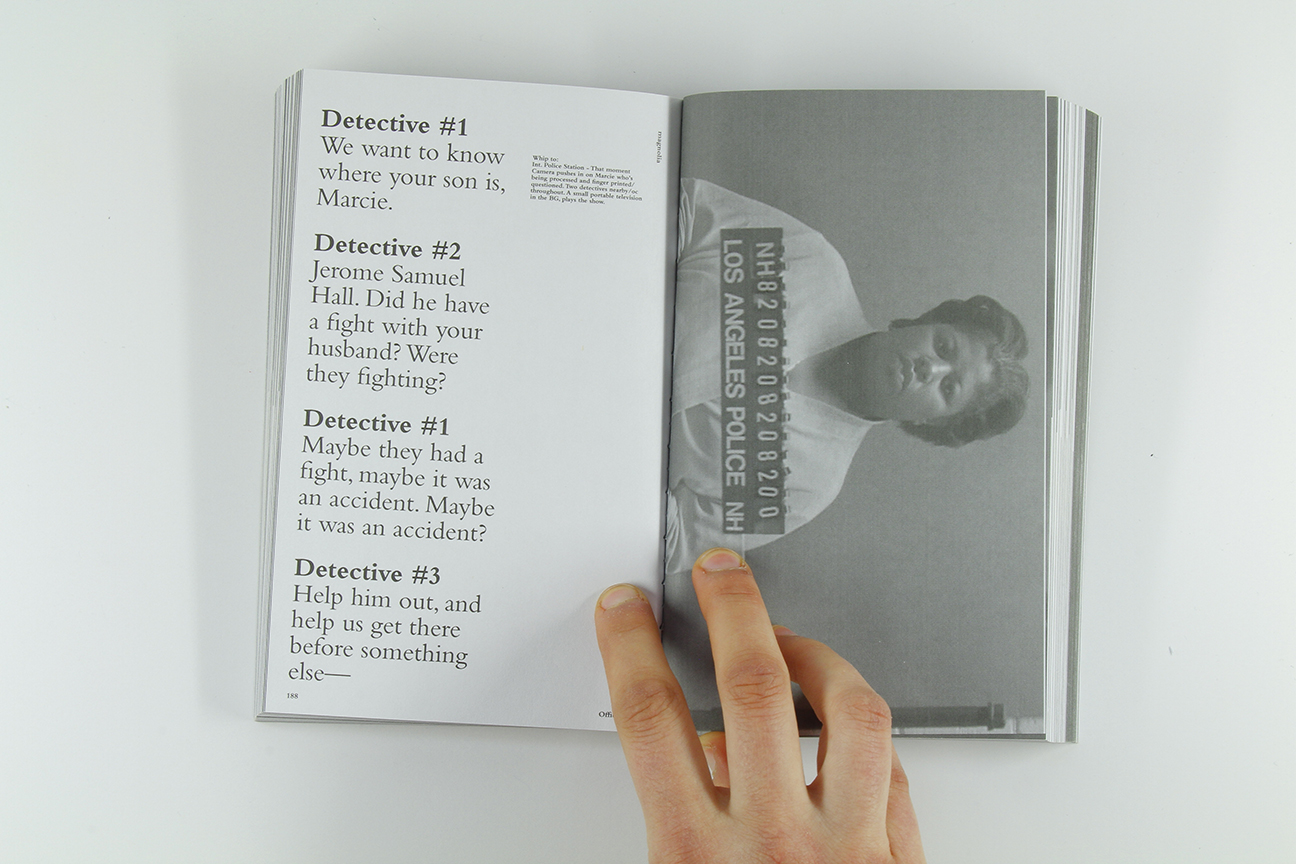 Detective #1
We want to know
where your son is,
Marcie.
Detective #2
Jerome Samuel
Hall. Did he have
a fight with your
husband? Were
they fighting?
Detective #1
Maybe they had a
fight, maybe it was
an accident. Maybe
it was an accident?
Detective #3
Help him out, and
help us get there
before something
else—
188
Whip to:
Int. Police Station - That moment
Camera pushes in on Marcie who's
being processed and finger printed/
questioned. Two detectives nearby/oc
throughout. A small portable television
in the BG, plays the show.
magnolia
NH8208208208200
LOS ANGELES POLICE NH